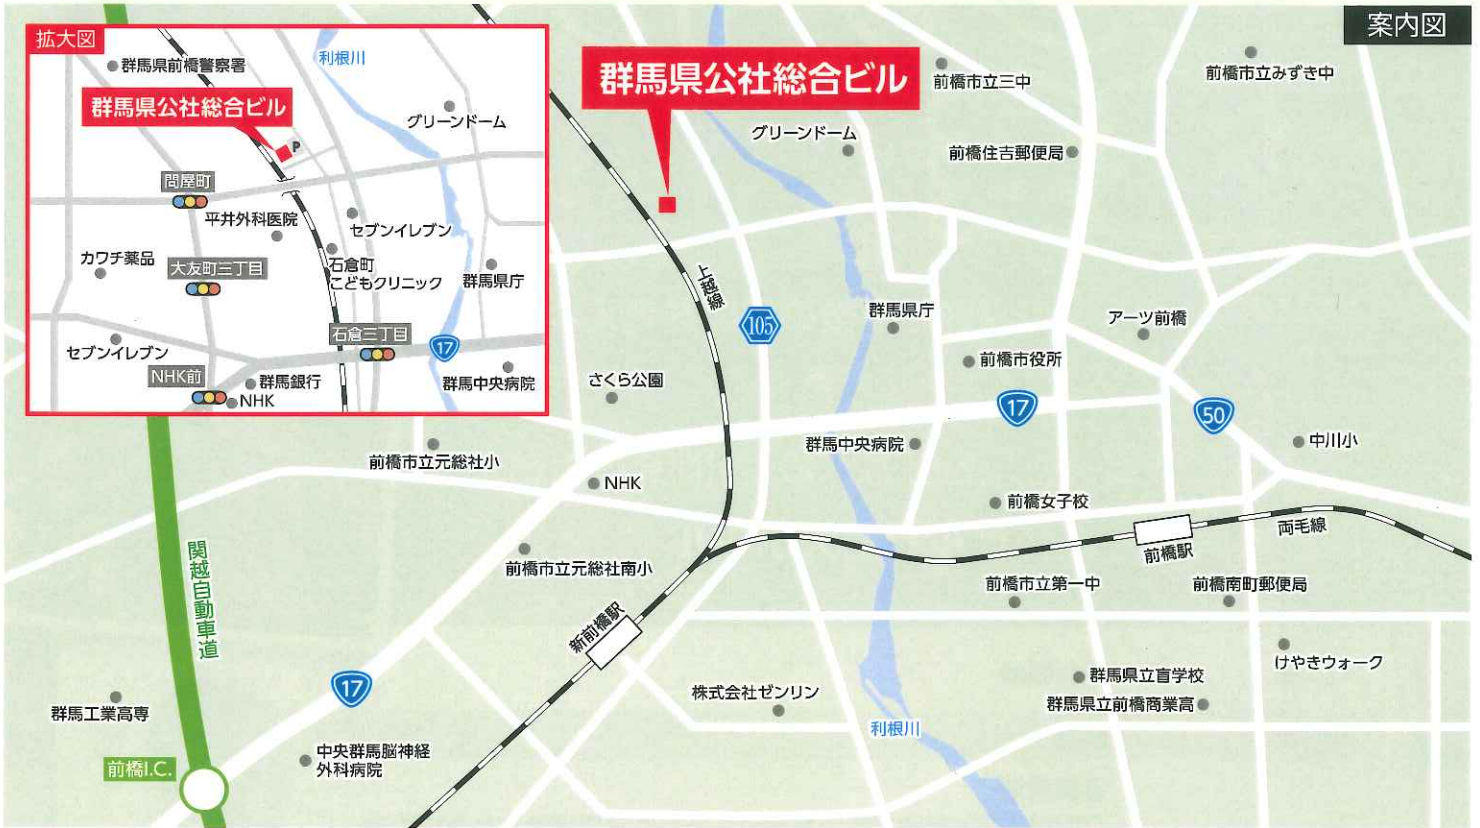 案内図
拡大図
群馬県前橋警察署
利根川
群馬県公社総合ビル
P
グリーンドーム
問屋町
平井外科医院
セブンイレブン
カワチ薬品
大友町三丁目
石倉町
こどもクリニック
群馬県庁
石倉三丁目
17
セブンイレブン
NHK前
群馬銀行
NHK
群馬中央病院
群馬県公社総合ビル
前橋市立三中
前橋市立みずき中
グリーンドーム
前橋住吉郵便局
上越線
105
群馬県庁
アーツ前橋
前橋市役所
さくら公園
17
50
群馬中央病院
中川小
前橋市立元総社小
NHK
前橋女子校
両毛線
前橋駅
関越自動車道
前橋市立元総社南小
前橋市立第一中
前橋南町郵便局
新前橋駅
けやきウォーク
17
株式会社ゼンリン
群馬県立盲学校
群馬県立前橋商業高
群馬工業高専
利根川
前橋I.C.
中央群馬脳神経
外科病院